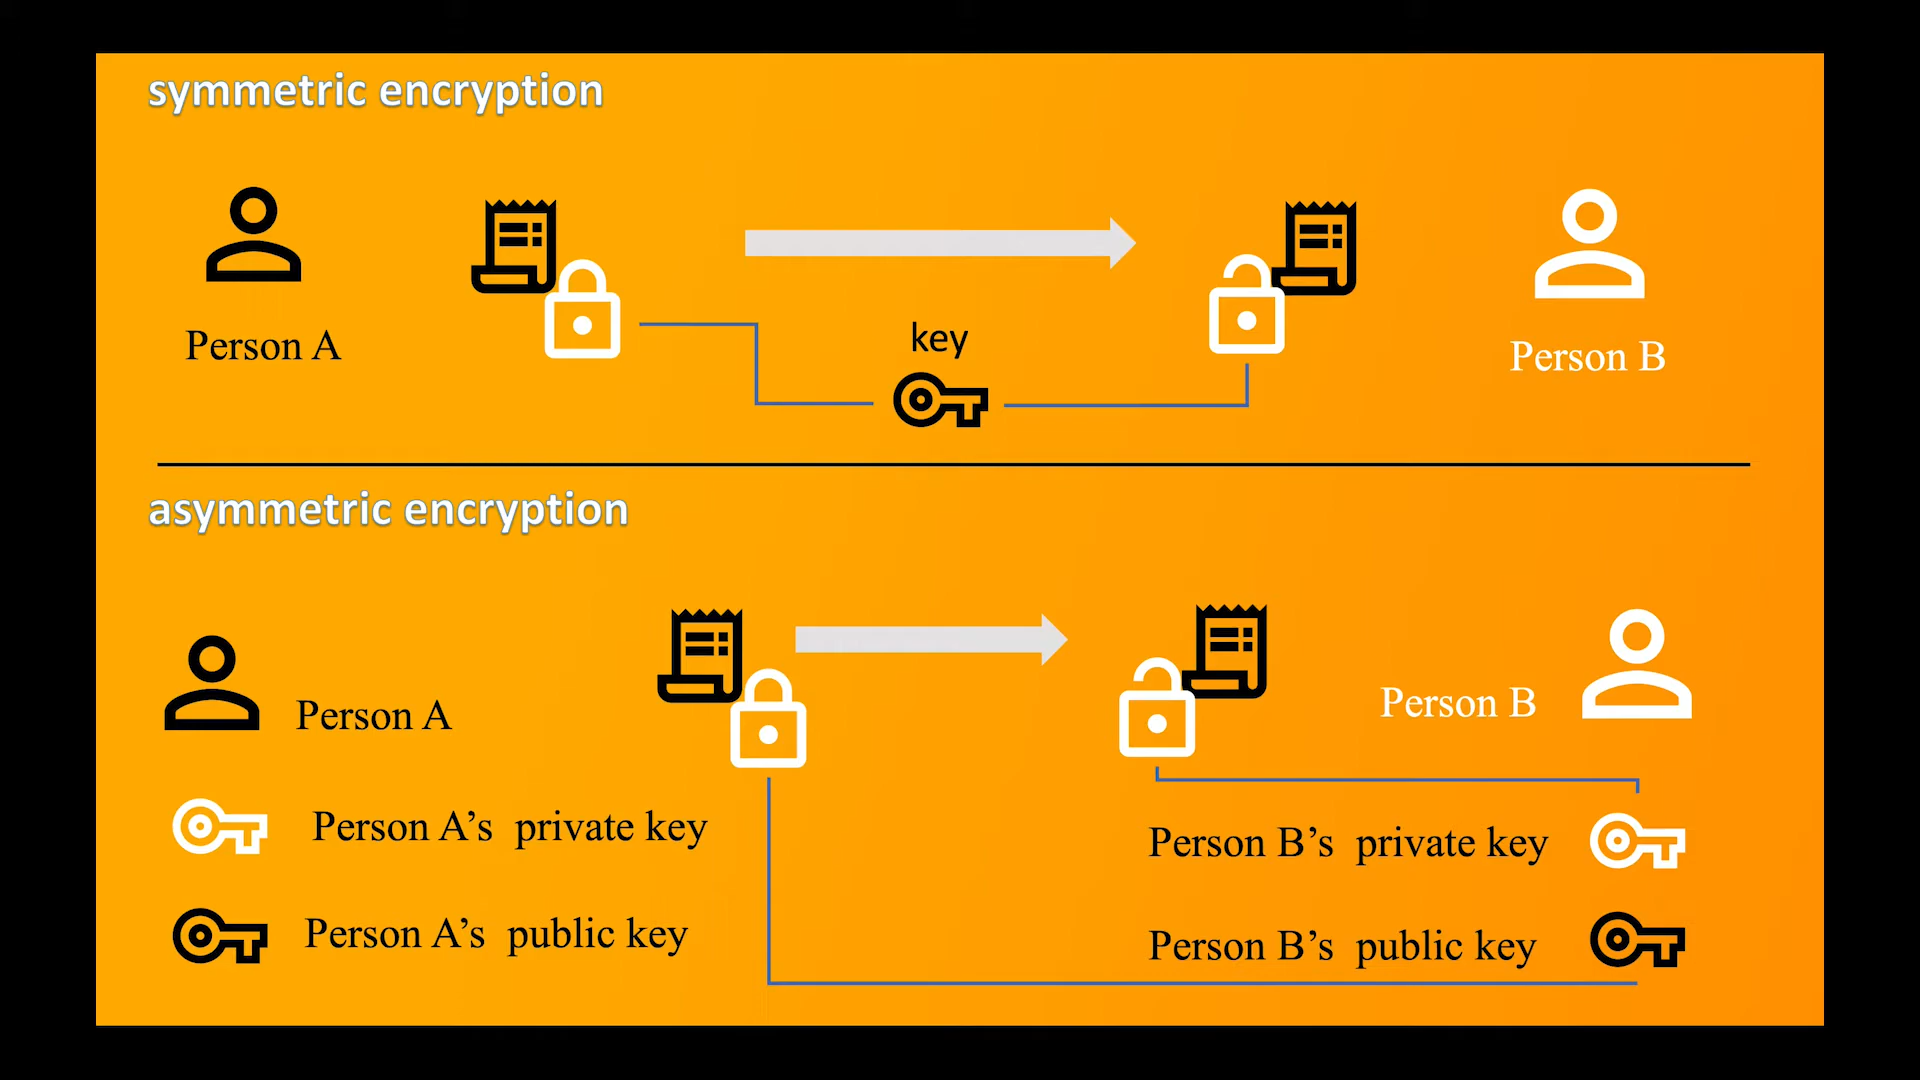 symmetric encryption
key
Person A
Person B
asymmetric encryption
Person A
Person B
Person A’s private key
Person B’s private key
Person A’s public key
Person B’s public key